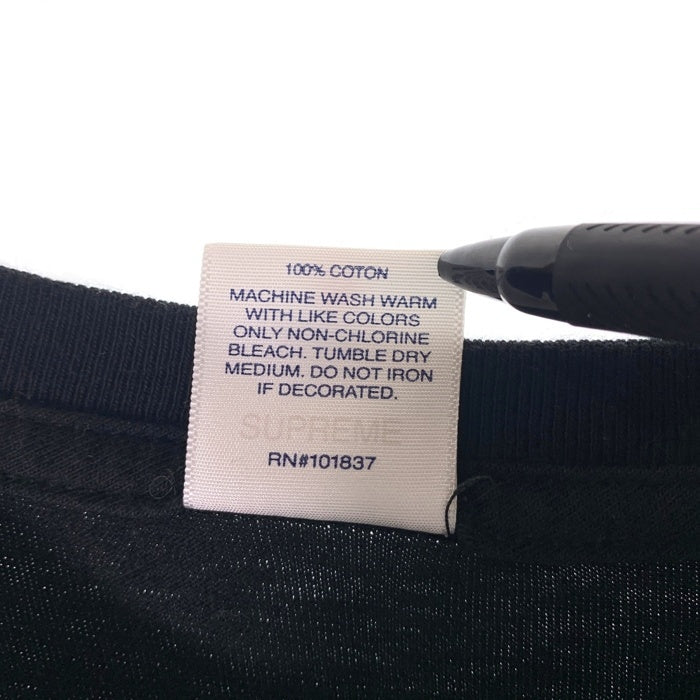 100% COTON
MACHINE WASH WARM
WITH LIKE COLORS
ONLY NON-CHLORINE
BLEACH. TUMBLE DRY
MEDIUM. DO NOT IRON
IF DECORATED.
SUPREME
RN#101837